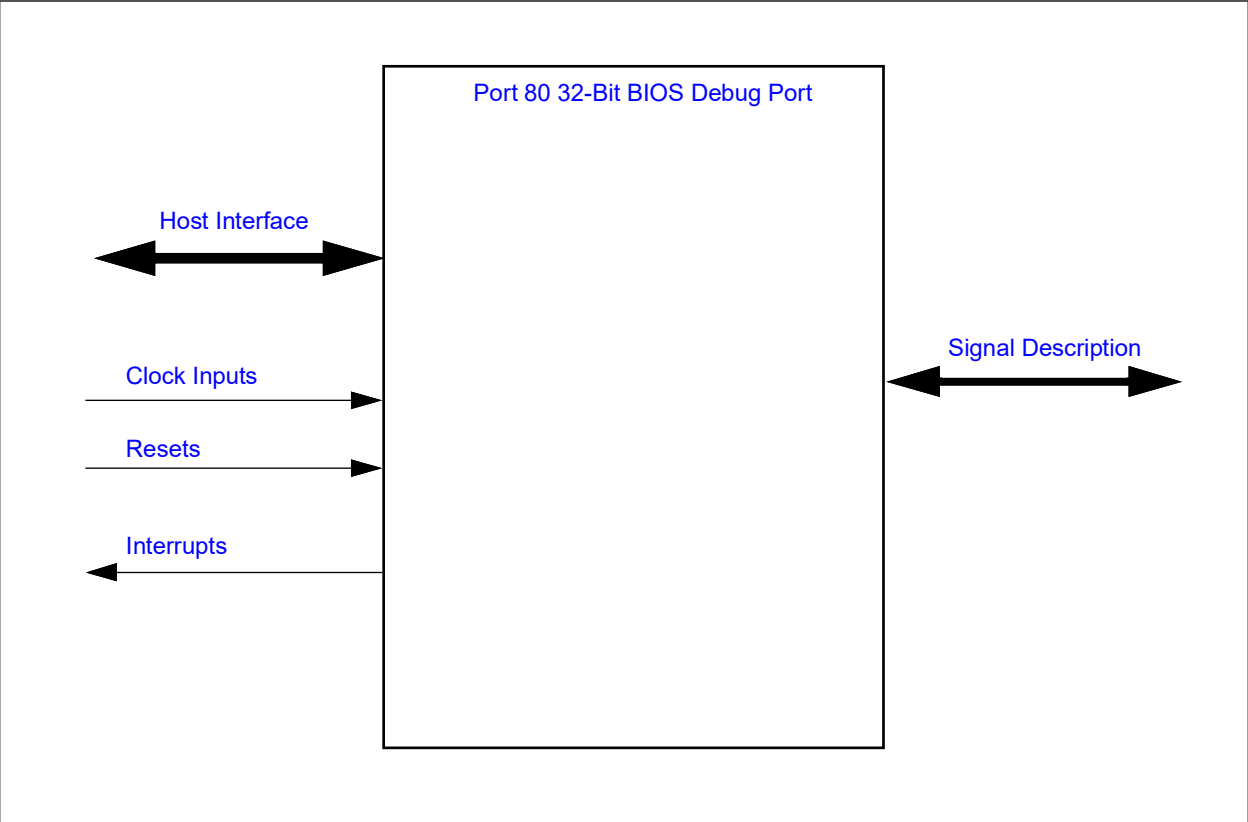 Port 80 32-Bit BIOS Debug Port
Host Interface
Signal Description
Clock Inputs
Resets
Interrupts